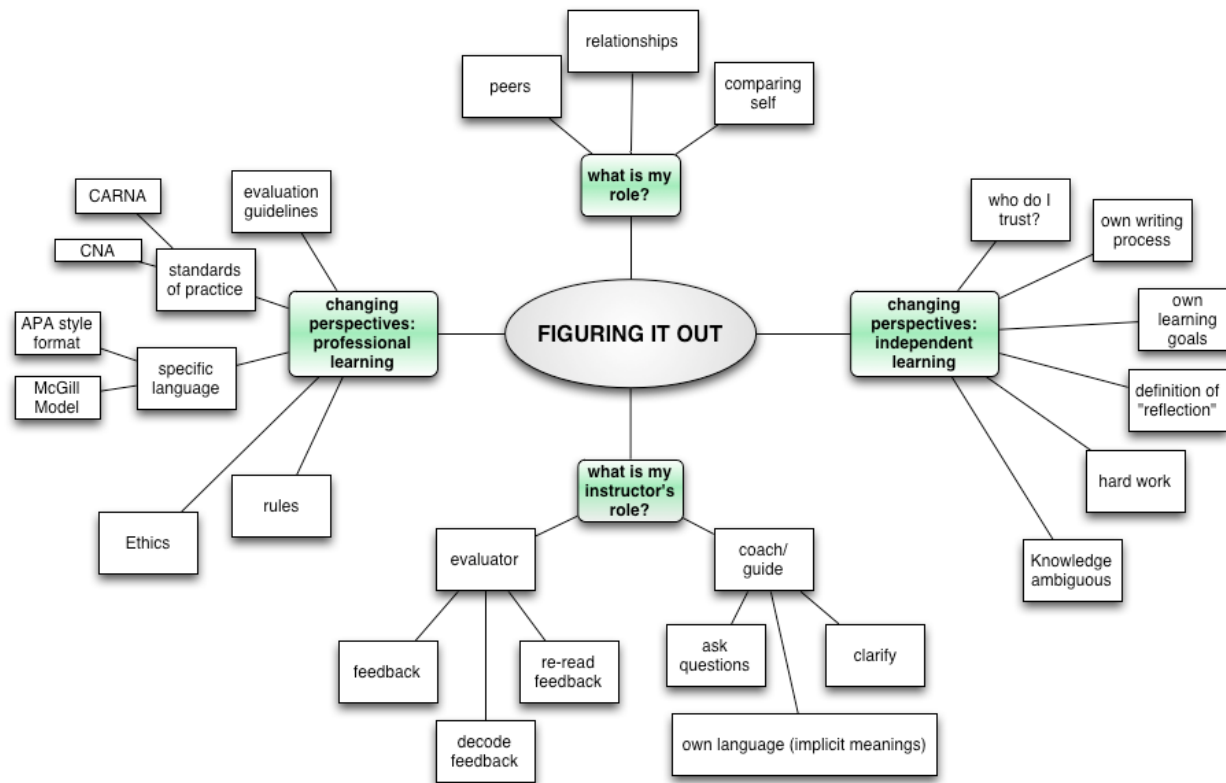 relationships
peers
comparing
self
what is my
role?
CARNA
evaluation
guidelines
CNA
standards
of practice
changing
perspectives:
professional
learning
APA style
format
specific
language
McGill
Model
Ethics
rules
FIGURING IT OUT
who do I
trust?
own writing
process
changing
perspectives:
independent
learning
own
learning
goals
definition of
"reflection"
hard work
Knowledge
ambiguous
what is my
instructor's
role?
evaluator
feedback
decode
feedback
re-read
feedback
coach/
guide
ask
questions
clarify
own language (implicit meanings)